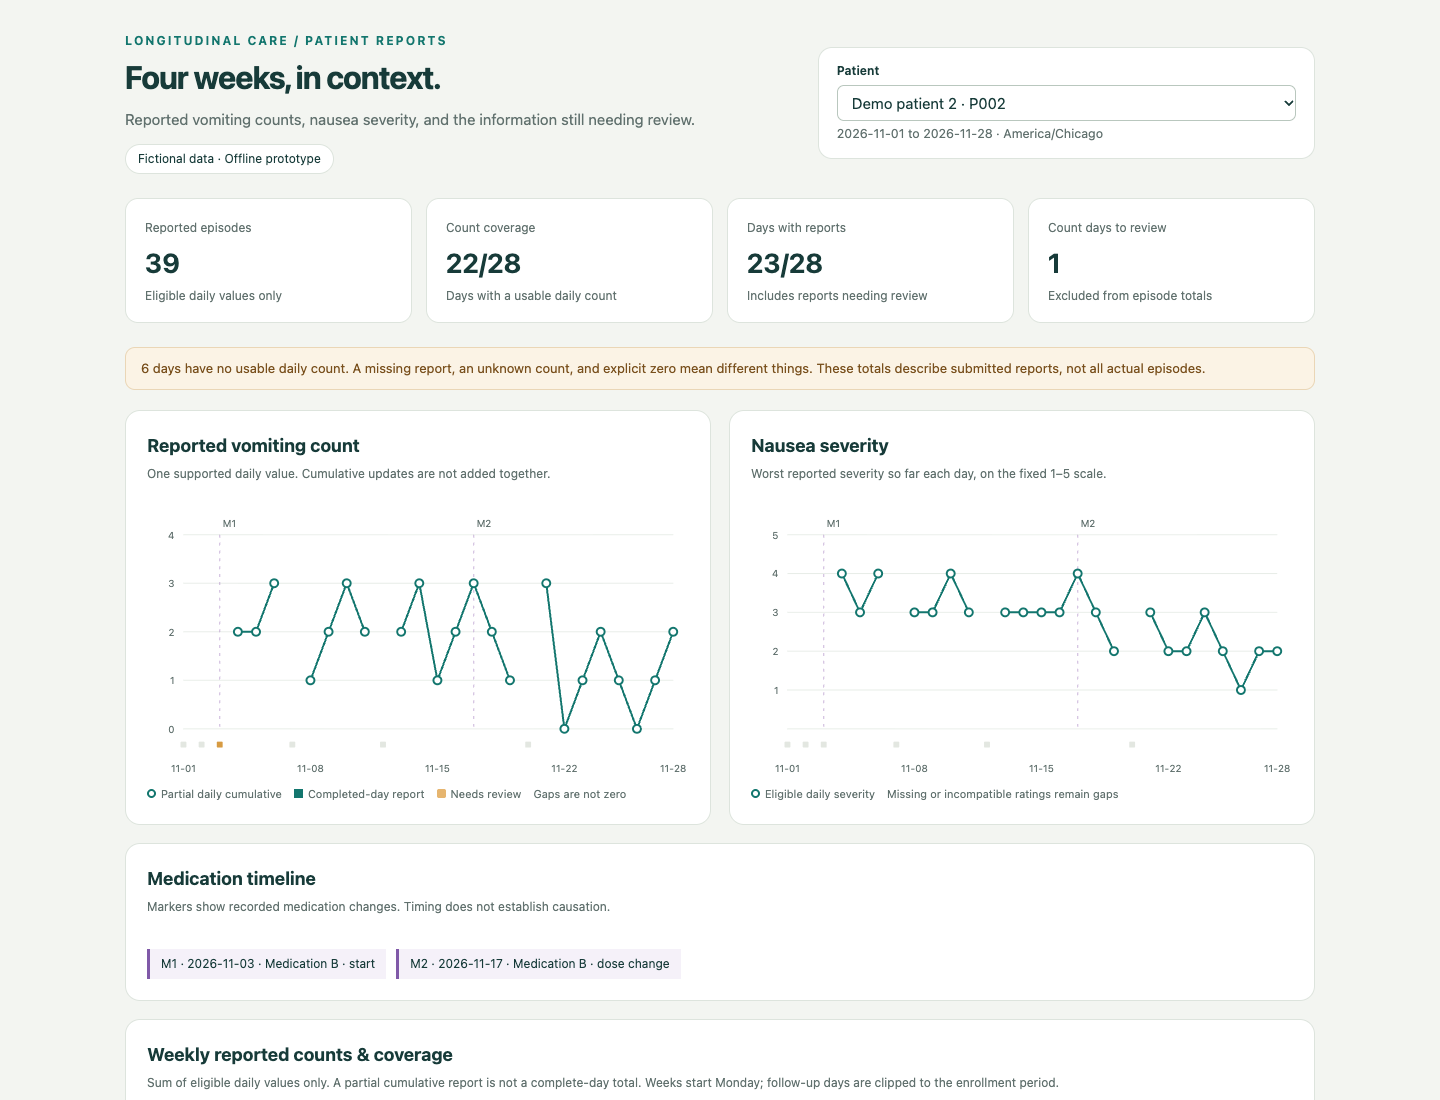 LONGITUDINAL CARE / PATIENT REPORTS
Four weeks, in context.
Reported vomiting counts, nausea severity, and the information still needing review.
Fictional data · Offline prototype
Patient
Demo patient 2 · P002
2026-11-01 to 2026-11-28 · America/Chicago
Reported episodes
39
Eligible daily values only
Count coverage
22/28
Days with a usable daily count
Days with reports
23/28
Includes reports needing review
Count days to review
1
Excluded from episode totals
6 days have no usable daily count. A missing report, an unknown count, and explicit zero mean different things. These totals describe submitted reports, not all actual episodes.
Reported vomiting count
One supported daily value. Cumulative updates are not added together.
M1 M2
4
3
2
1
0
11-01 11-08 11-15 11-22 11-28
Partial daily cumulative Completed-day report Needs review Gaps are not zero
Nausea severity
Worst reported severity so far each day, on the fixed 1–5 scale.
M1 M2
5
4
3
2
1
11-01 11-08 11-15 11-22 11-28
Eligible daily severity Missing or incompatible ratings remain gaps
Medication timeline
Markers show recorded medication changes. Timing does not establish causation.
M1 · 2026-11-03 · Medication B · start
M2 · 2026-11-17 · Medication B · dose change
Weekly reported counts & coverage
Sum of eligible daily values only. A partial cumulative report is not a complete-day total. Weeks start Monday; follow-up days are clipped to the enrollment period.